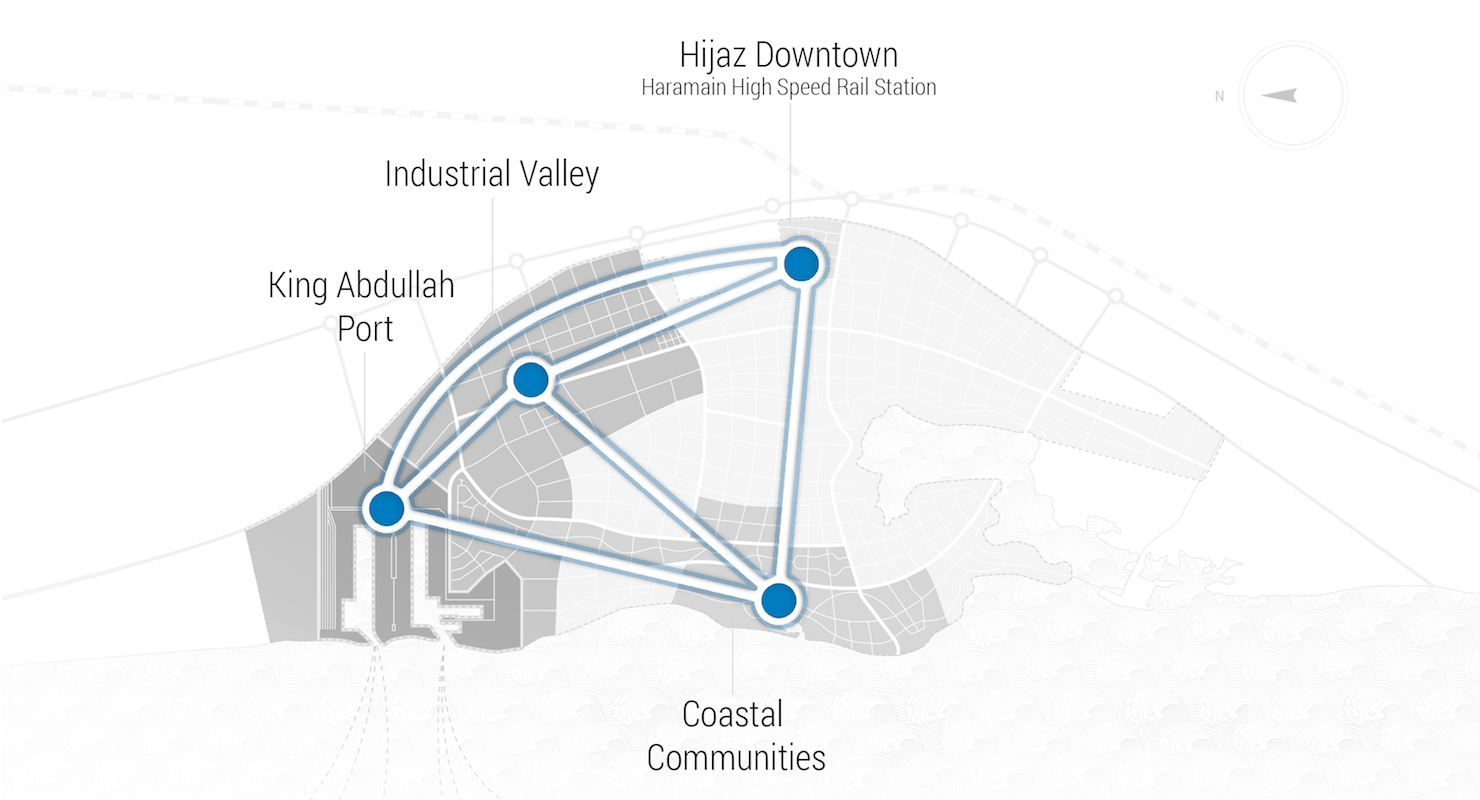 Hijaz Downtown
Haramain High Speed Rail Station
N
Industrial Valley
King Abdullah
Port
Coastal
Communities